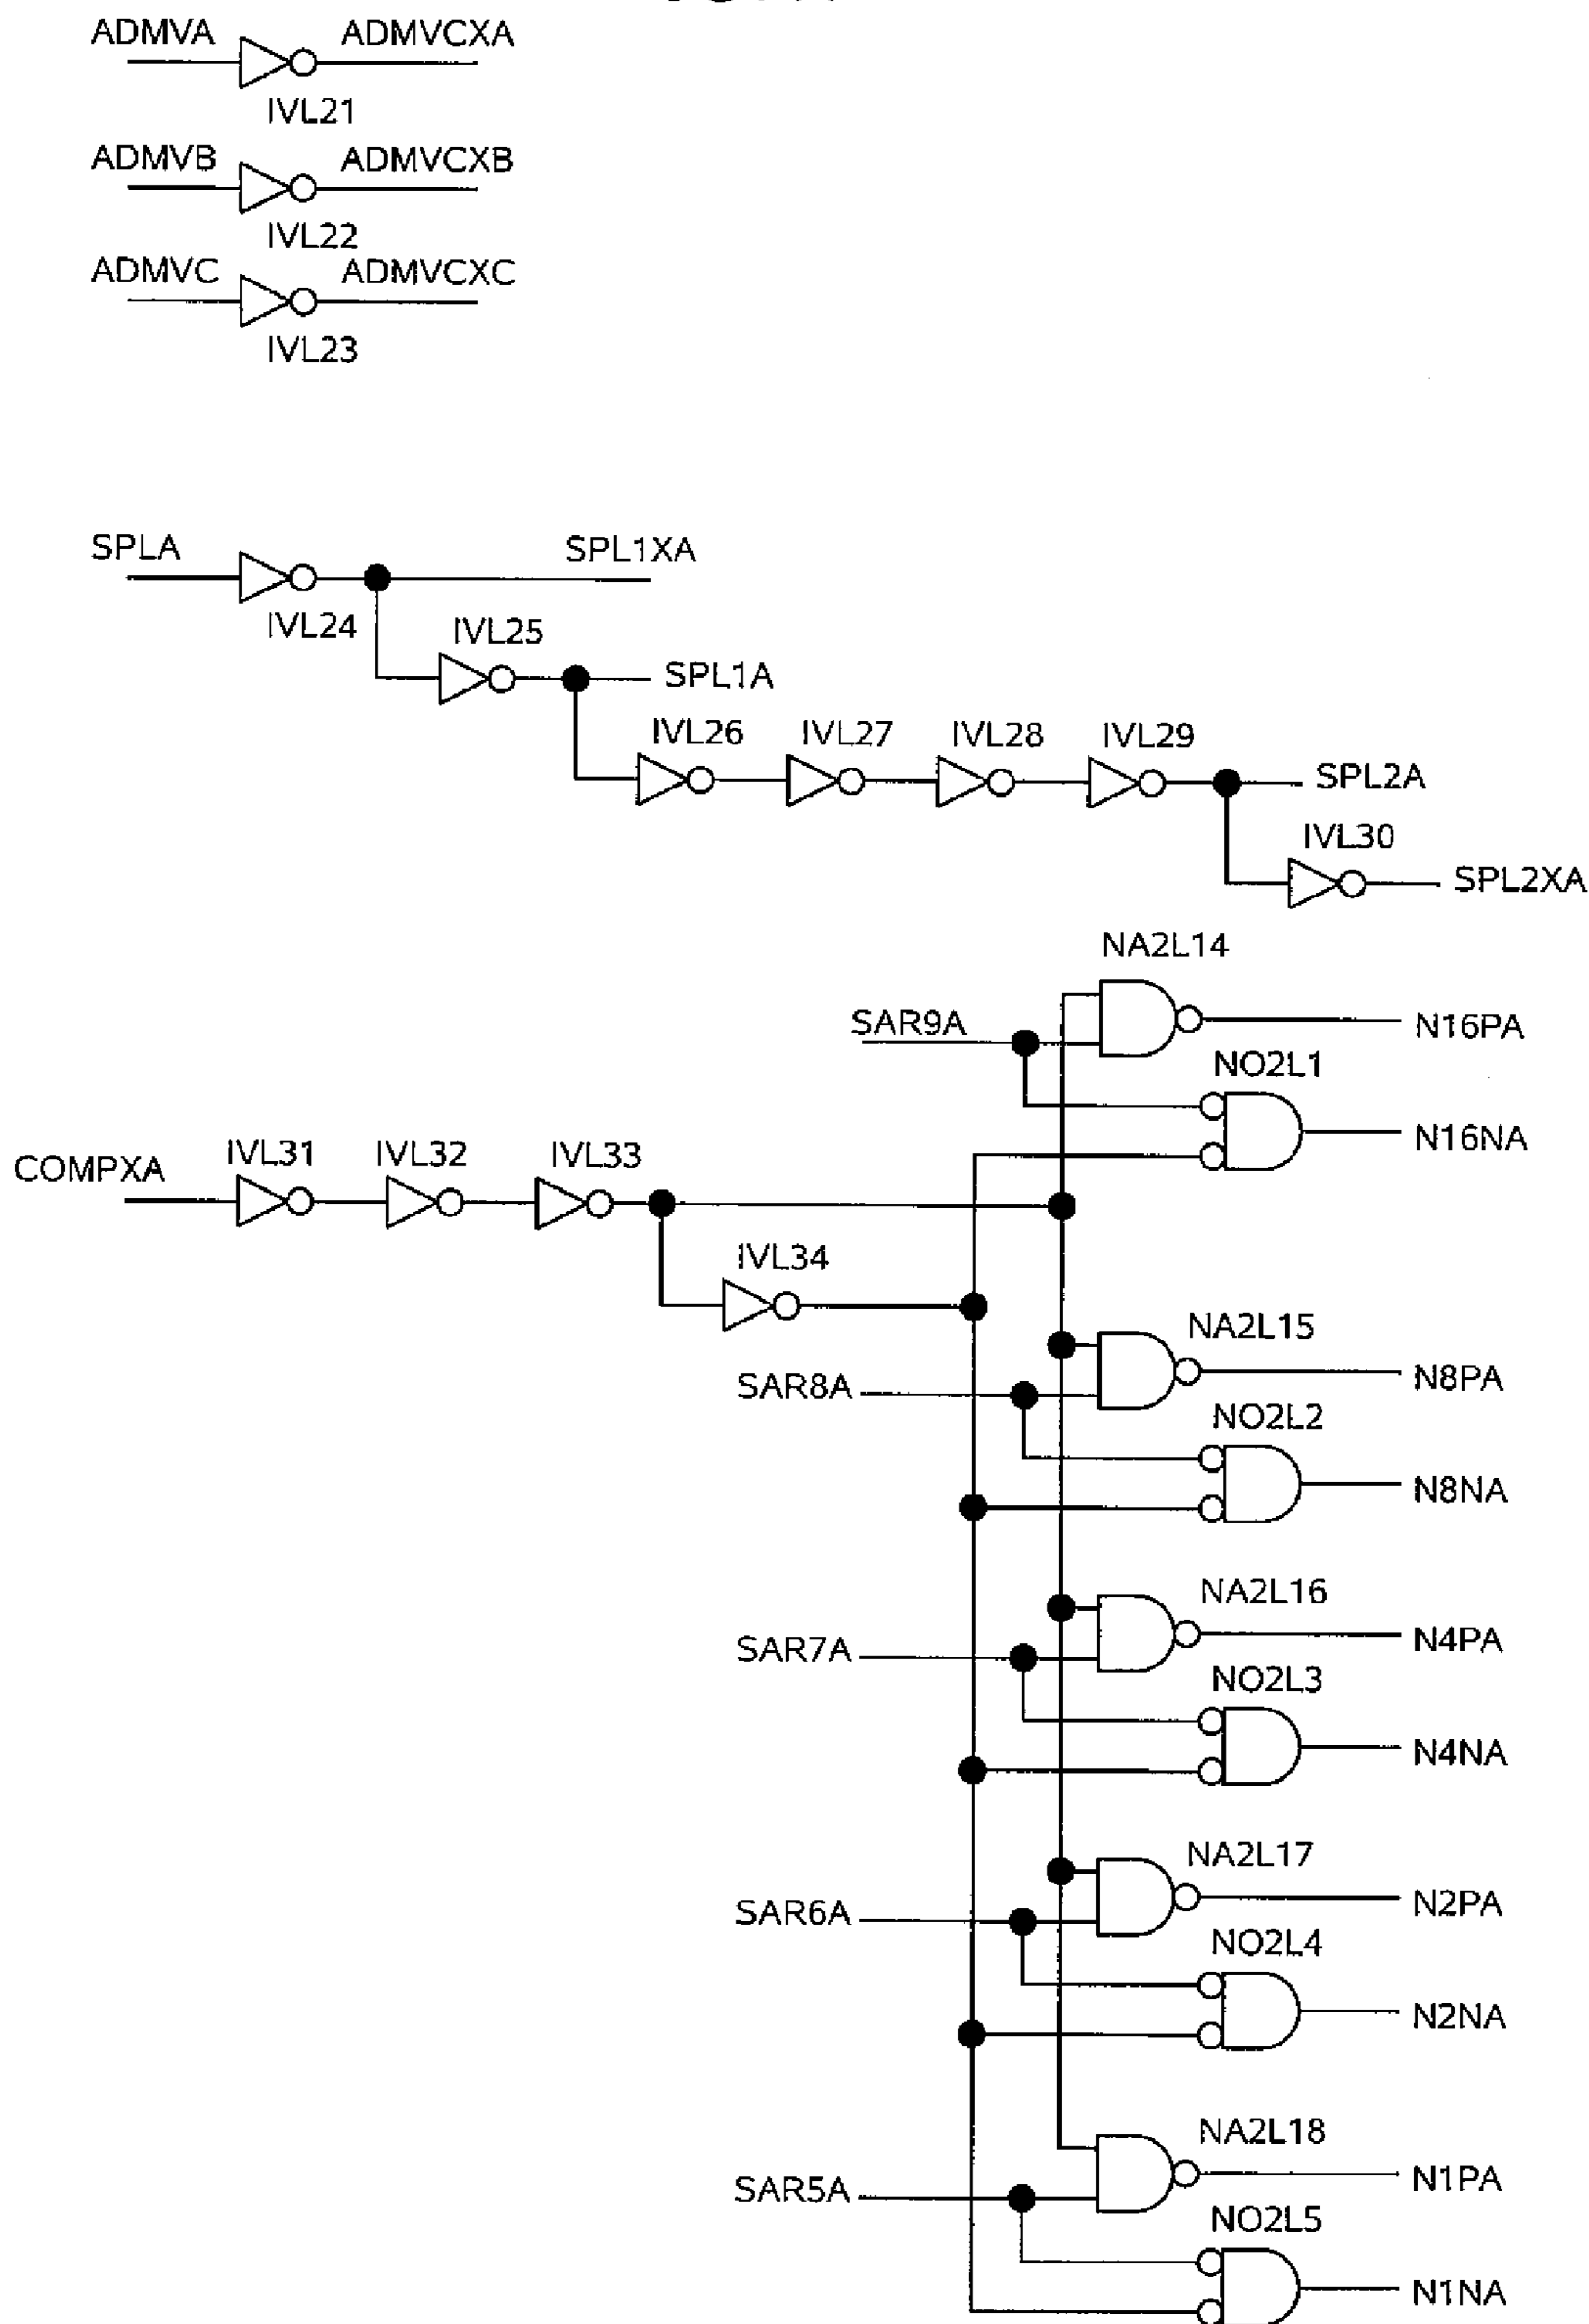 ADMVA ADMVCXA
IVL21
ADMVB ADMVCXB
IVL22
ADMVC ADMVCXC
IVL23
SPLA SPL1XA
IVL24 IVL25
SPL1A
IVL26 IVL27 IVL28 IVL29
SPL2A
IVL30
SPL2XA
NA2L14
SAR9A N16PA
NO2L1
COMPXA IVL31 IVL32 IVL33 N16NA
IVL34
NA2L15
SAR8A N8PA
NO2L2
N8NA
NA2L16
SAR7A N4PA
NO2L3
N4NA
NA2L17
SAR6A N2PA
NO2L4
N2NA
NA2L18
SAR5A N1PA
NO2L5
N1NA